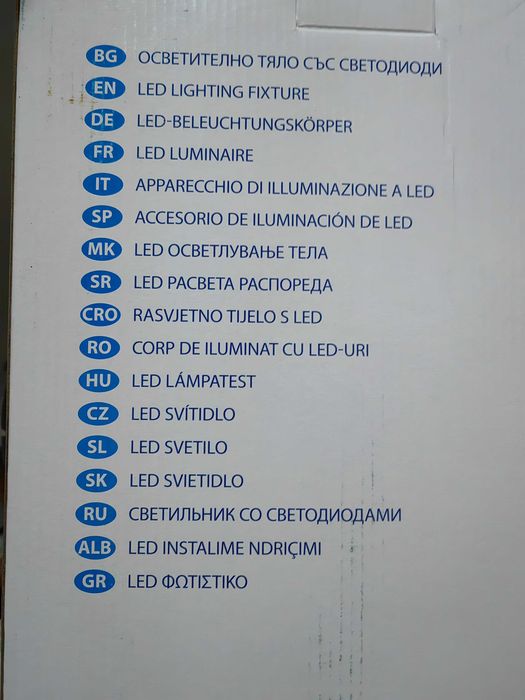 BG ОСВЕТИТЕЛНО ТЯЛО СЪС СВЕТОДИОДИ
EN LED LIGHTING FIXTURE
DE LED-BELEUCHTUNGSKÖRPER
FR LED LUMINAIRE
IT APPARECCHIO DI ILLUMINAZIONE A LED
SP ACCESORIO DE ILUMINACIÓN DE LED
MK LED ОСВЕТЛУВАЊЕ ТЕЛА
SR LED РАСВЕТА РАСПОРЕДА
CRO RASVJETNO TIJELO S LED
RO CORP DE ILUMINAT CU LED-URI
HU LED LÁMPATEST
CZ LED SVÍTIDLO
SL LED SVETILO
SK LED SVIETIDLO
RU СВЕТИЛЬНИК СО СВЕТОДИОДАМИ
ALB LED INSTALIME NDRIÇIMI
GR LED ΦΩΤΙΣΤΙΚΟ